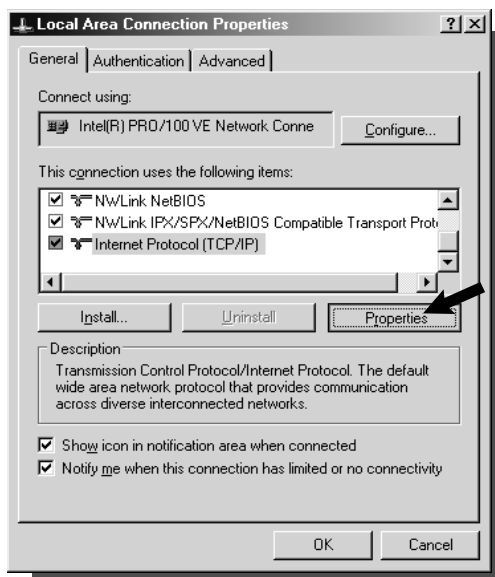 Local Area Connection Properties
General Authentication Advanced
Connect using:
Intel(R) PRO/100 VE Network Conne Configure...
This connection uses the following items:
NWLink NetBIOS
NWLink IPX/SPX/NetBIOS Compatible Transport Prot
Internet Protocol (TCP/IP)
Install... Uninstall Properties
Description
Transmission Control Protocol/Internet Protocol. The default
wide area network protocol that provides communication
across diverse interconnected networks.
Show icon in notification area when connected
Notify me when this connection has limited or no connectivity
OK Cancel